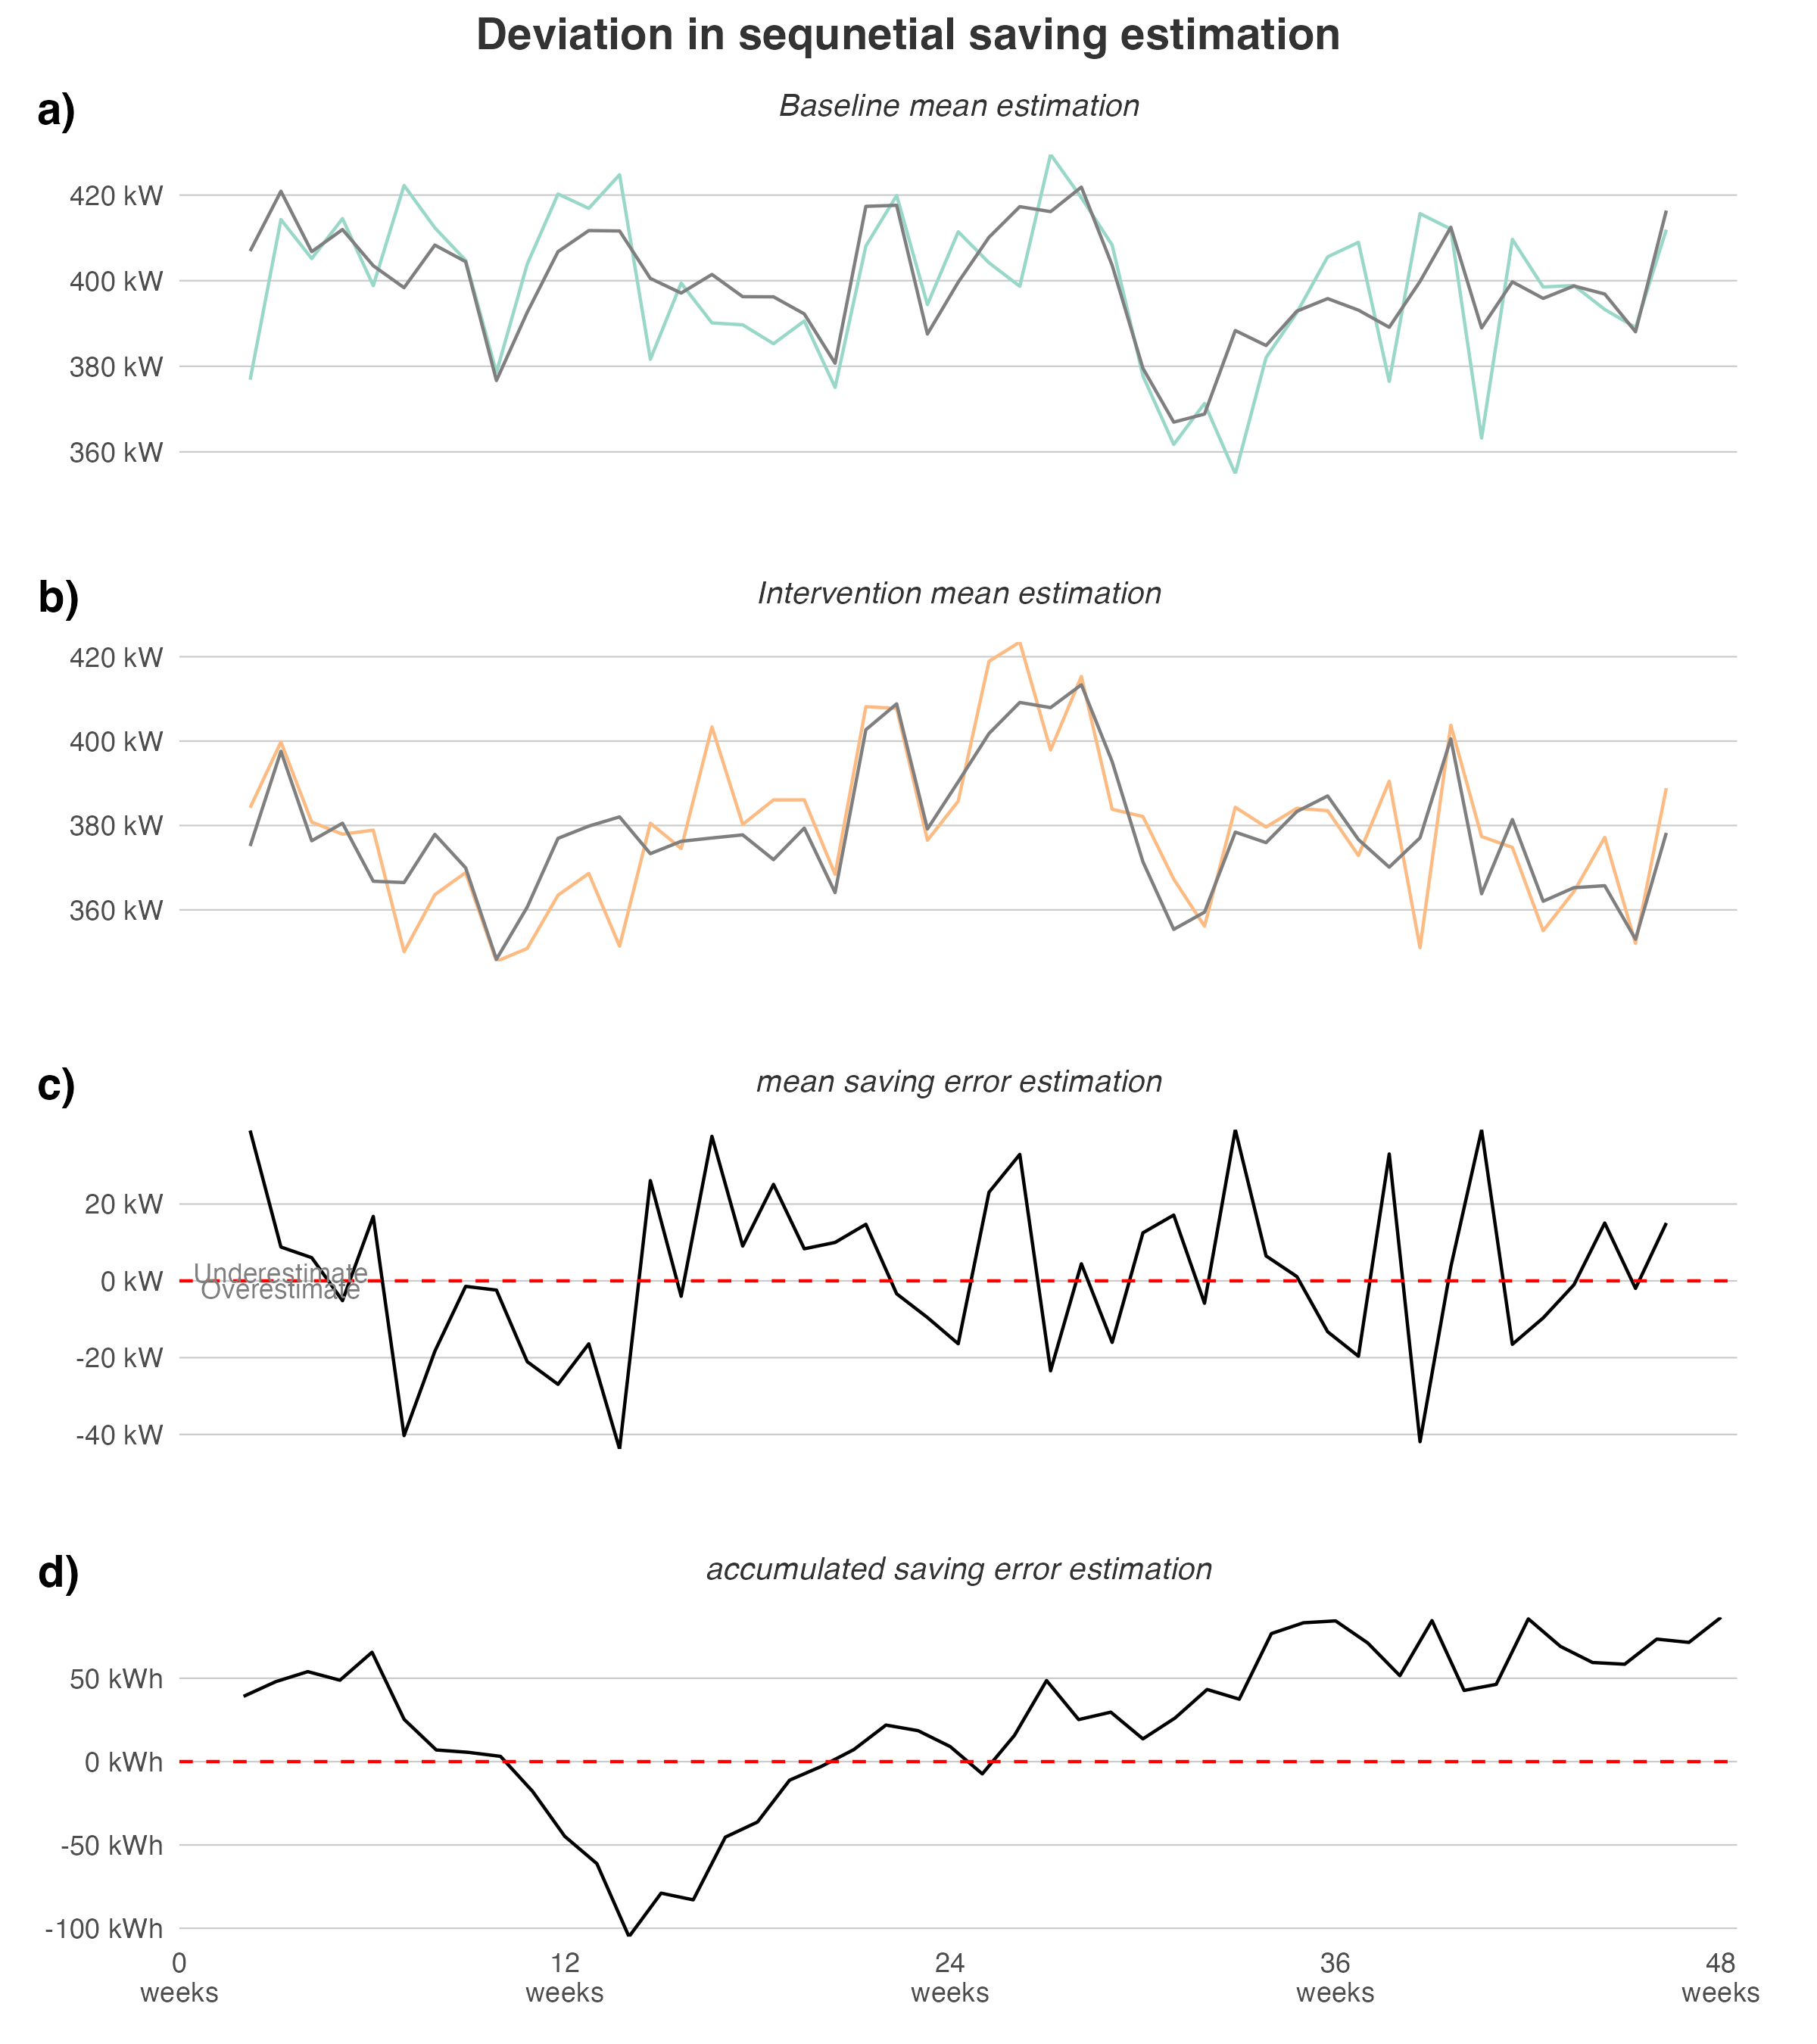 Deviation in sequnetial saving estimation
a)
Baseline mean estimation
420 kW
400 kW
380 kW
360 kW
b)
Intervention mean estimation
420 kW
400 kW
380 kW
360 kW
c)
mean saving error estimation
20 kW
Underestimate
0 kW
Overestimate
-20 kW
-40 kW
d)
accumulated saving error estimation
50 kWh
0 kWh
-50 kWh
-100 kWh
0 12 24 36 48
weeks weeks weeks weeks weeks